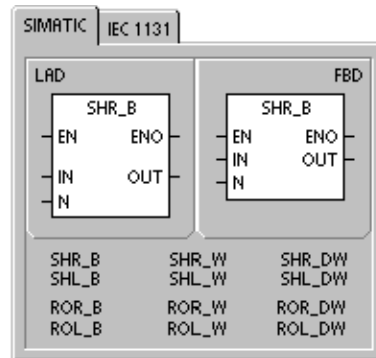 SIMATIC IEC 1131
LAD FBD
SHR_B SHR_B
EN ENO EN ENO
IN OUT
IN OUT N
N
SHR_B SHR_W SHR_DW
SHL_B SHL_W SHL_DW
ROR_B ROR_W ROR_DW
ROL_B ROL_W ROL_DW